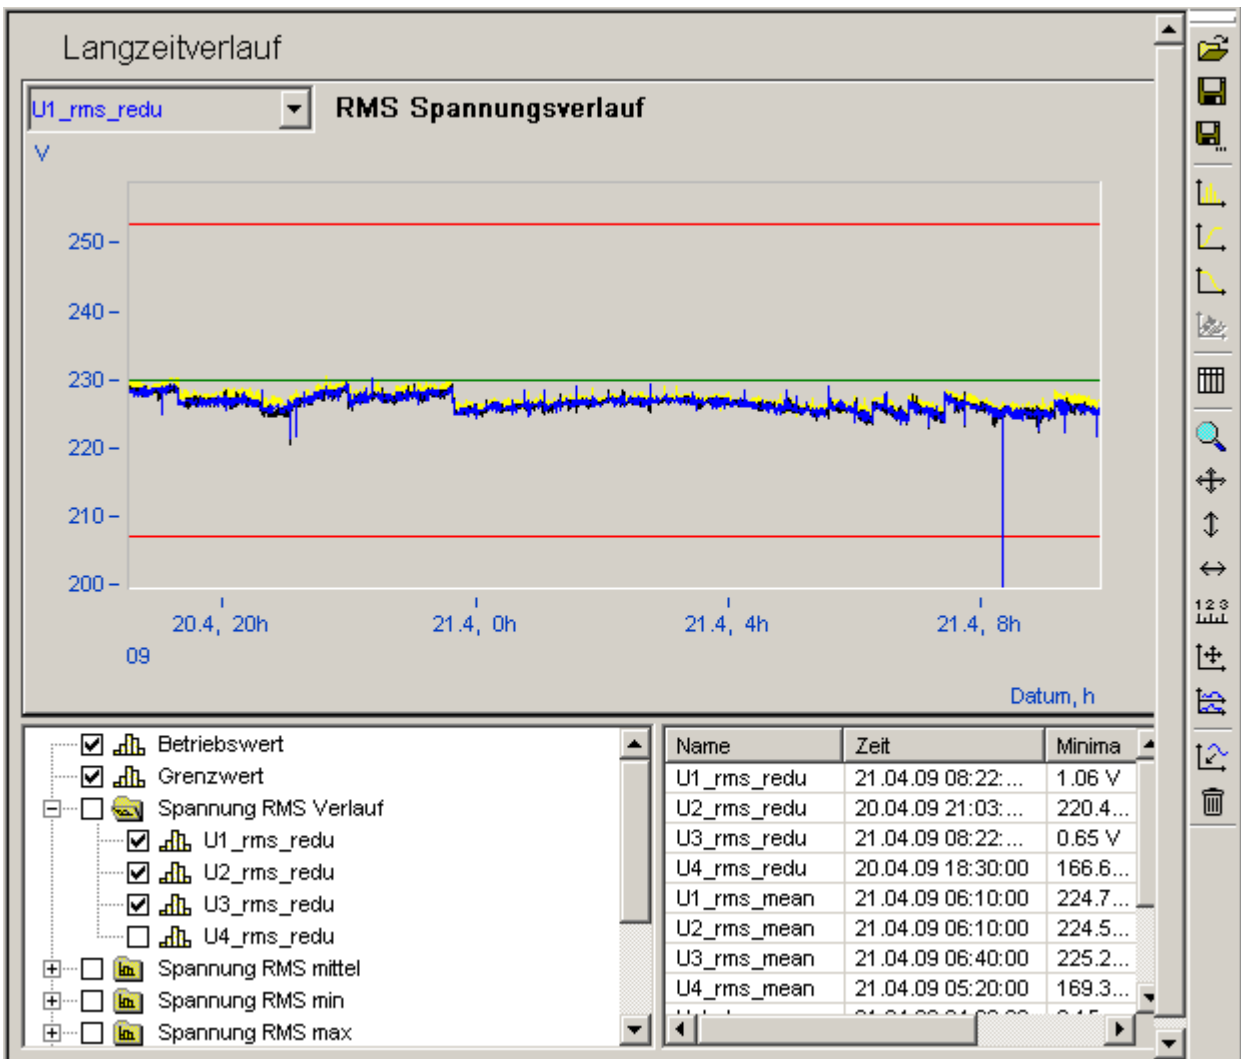 Langzeitverlauf
U1_rms_redu
RMS Spannungsverlauf
V
250
240
230
220
210
200
20.4, 20h
21.4, 0h
21.4, 4h
21.4, 8h
09
Datum, h
Betriebswert
Grenzwert
Spannung RMS Verlauf
U1_rms_redu
U2_rms_redu
U3_rms_redu
U4_rms_redu
Spannung RMS mittel
Spannung RMS min
Spannung RMS max
Name Zeit Minima
U1_rms_redu 21.04.09 08:22:... 1.06 V
U2_rms_redu 20.04.09 21:03:... 220.4...
U3_rms_redu 21.04.09 08:22:... 0.65 V
U4_rms_redu 20.04.09 18:30:00 166.6...
U1_rms_mean 21.04.09 06:10:00 224.7...
U2_rms_mean 21.04.09 06:10:00 224.5...
U3_rms_mean 21.04.09 06:40:00 225.2...
U4_rms_mean 21.04.09 05:20:00 169.3...
1 2 3